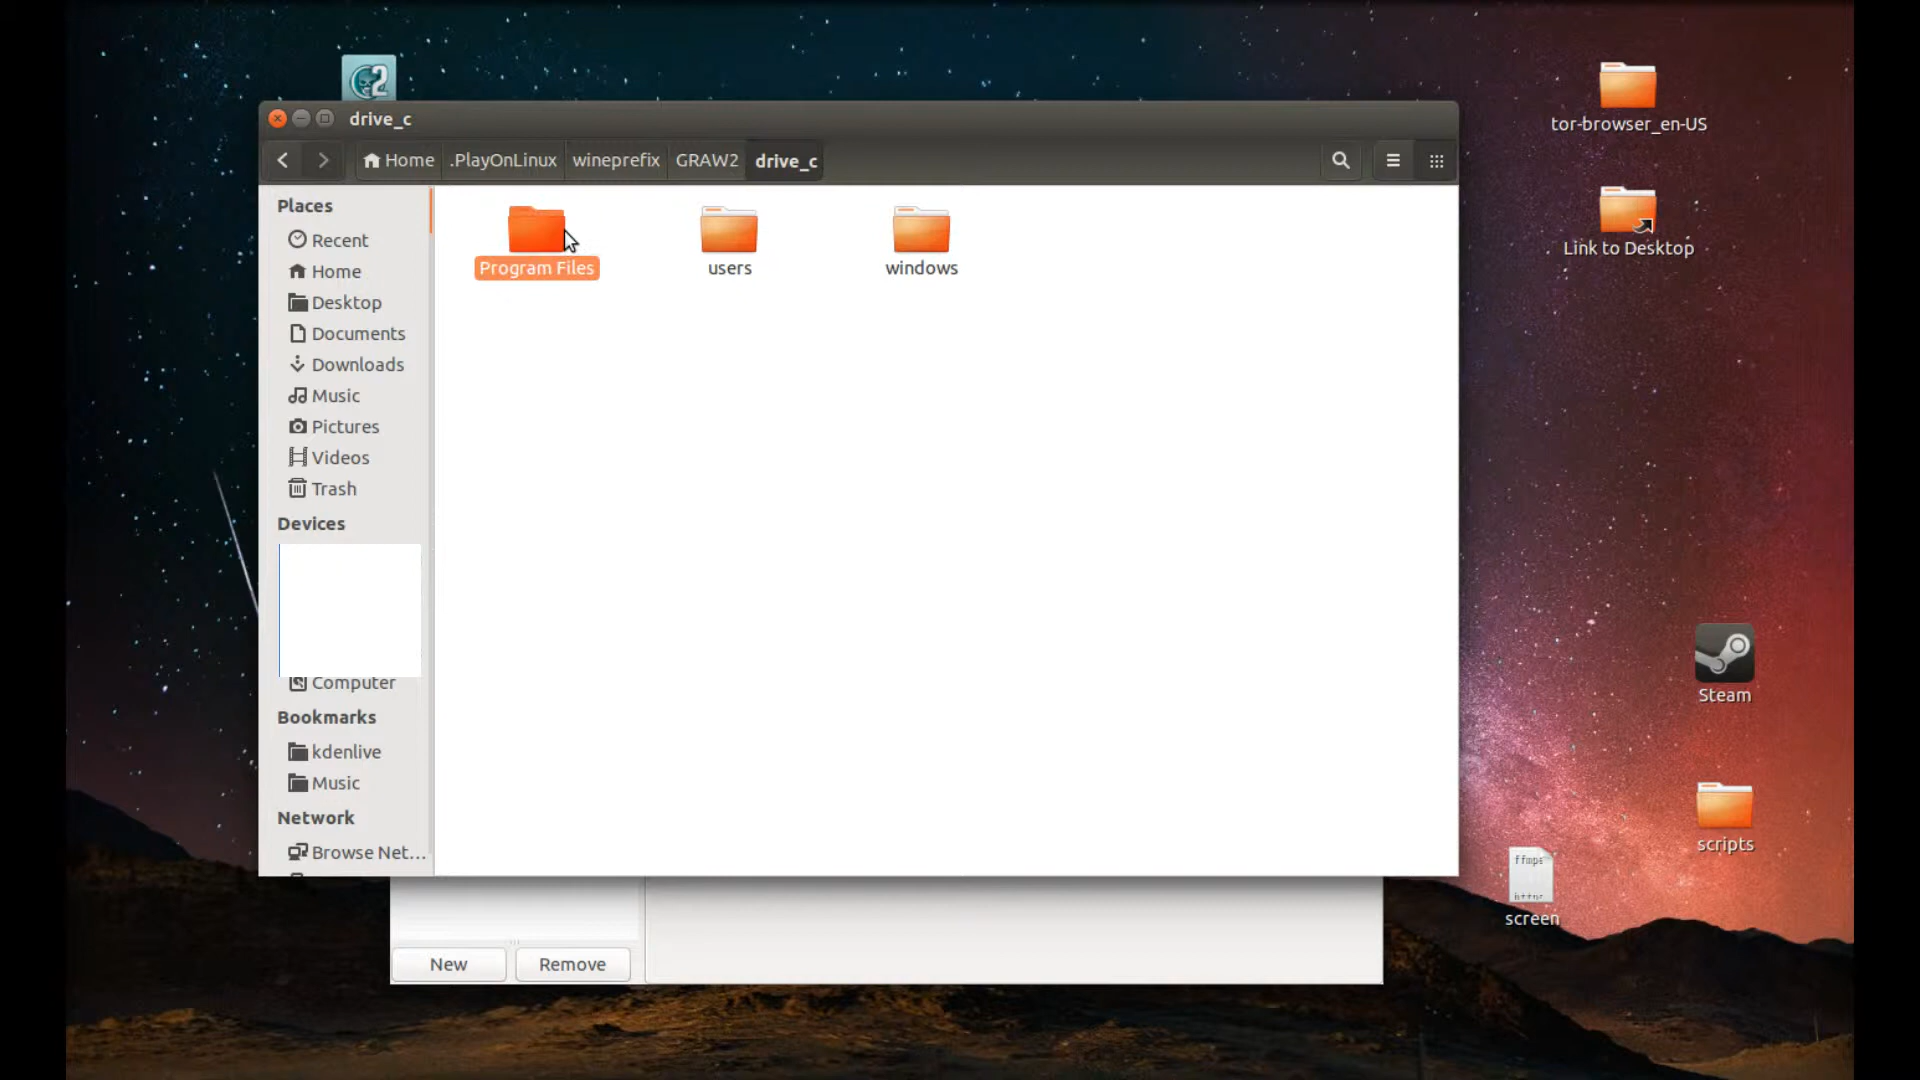 2
drive_c
Home
.PlayOnLinux
wineprefix
GRAW2
drive_c
Places
Recent
Home
Desktop
Documents
Downloads
Music
Pictures
Videos
Trash
Devices
Computer
Bookmarks
kdenlive
Music
Network
Browse Net...
Program Files
users
windows
New
Remove
tor-browser_en-US
Link to Desktop
Steam
scripts
ffmps
screen